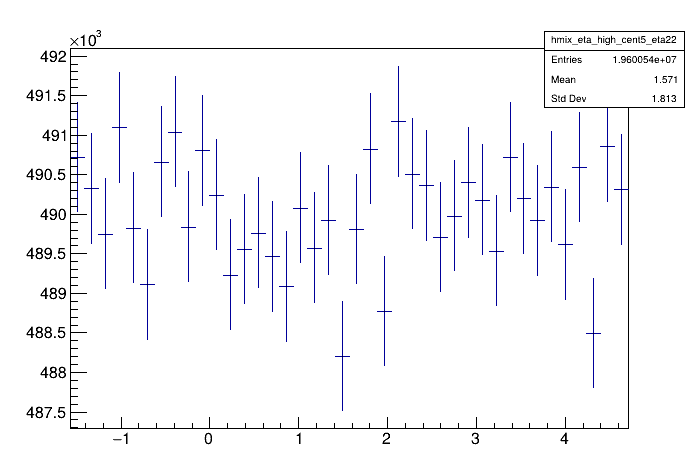 ×10³
hmix_eta_high_cent5_eta22
Entries 1.960054e+07
Mean 1.571
Std Dev 1.813
492
491.5
491
490.5
490
489.5
489
488.5
488
487.5
−1 0 1 2 3 4